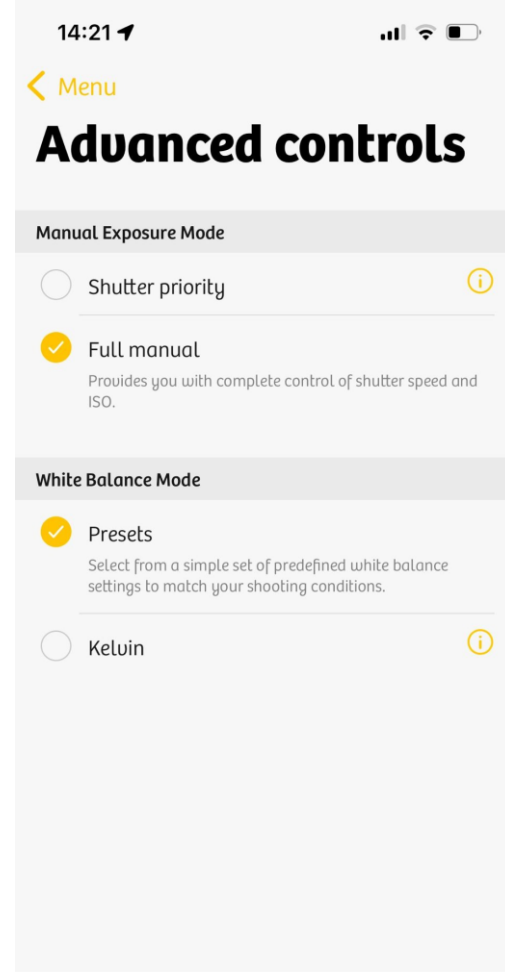 14:21
Menu
Advanced controls
Manual Exposure Mode
Shutter priority
Full manual
Provides you with complete control of shutter speed and
ISO.
White Balance Mode
Presets
Select from a simple set of predefined white balance
settings to match your shooting conditions.
Kelvin